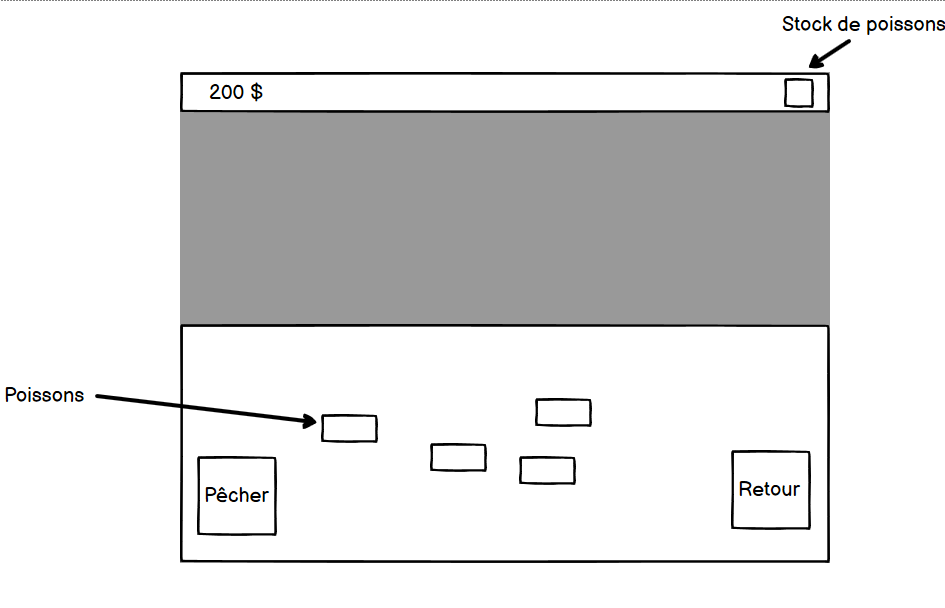 Stock de poissons
200 $
Poissons
Pêcher
Retour